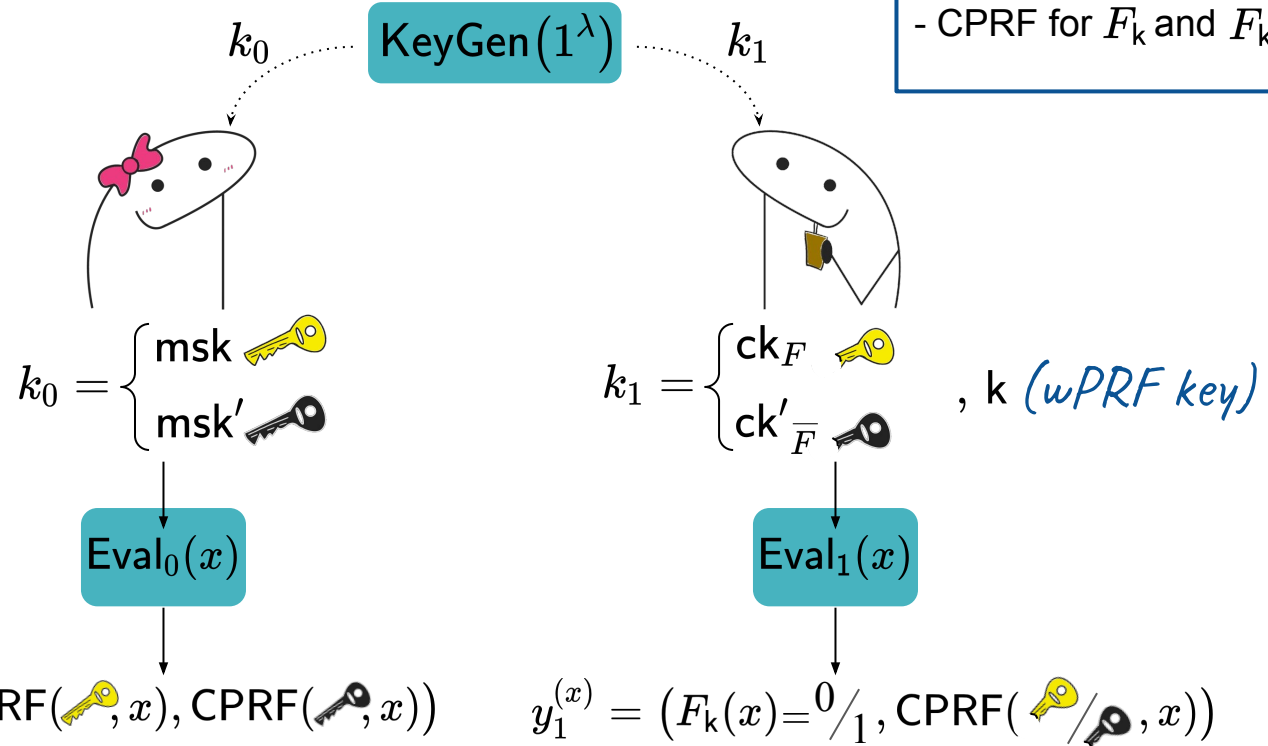 - CPRF for F_k and F_k
k_0 KeyGen(1^λ) k_1
k_0 = { msk
msk′
k_1 = { ck_F
ck′_F̅
, k (wPRF key)
Eval_0(x) Eval_1(x)
RF( , x), CPRF( , x))
y_1^(x) = (F_k(x)=0/1, CPRF( / , x))